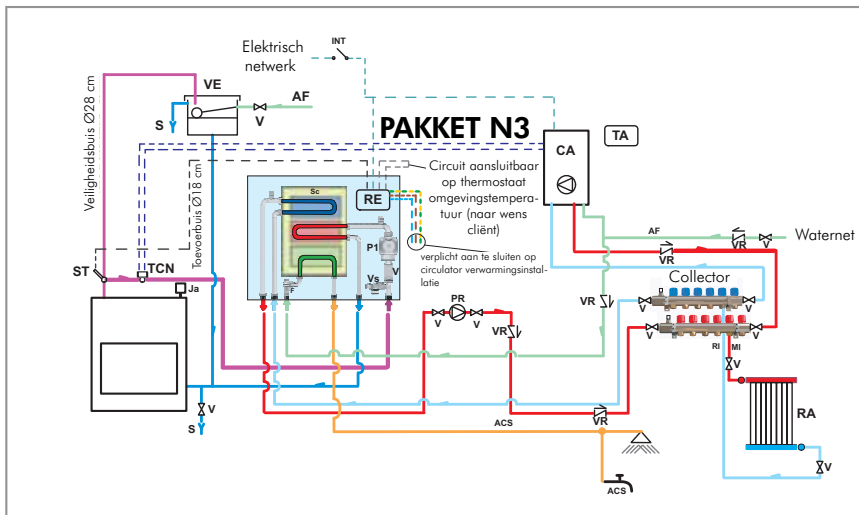 Elektrisch
netwerk
INT
VE
AF
S
V
PAKKET N3
CA
TA
Veiligheidsbuis Ø28 cm
Toevoerbuis Ø18 cm
Sc
RE
Circuit aansluitbaar
op thermostaat
omgevingstempera-
tuur (naar wens
cliënt)
verplicht aan te sluiten op
circulator verwarmingsinstal-
latie
P1
V
Vs
F
ST
TCN
Ja
AF
VR
V
Waternet
VR
Collector
V
V
V
V
VR
PR
V
V
VR
RI
MI
V
RA
V
VR
ACS
ACS
V
S